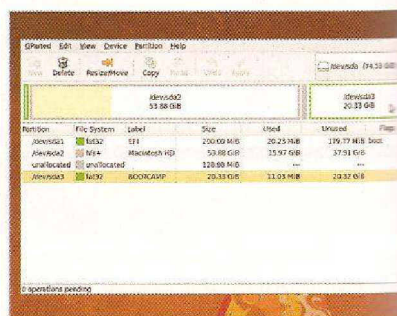 GParted Edit View Device Partition Help
New Delete Resize/Move Copy Paste Undo Apply
/dev/sda (74.53 GiB
/dev/sda2
53.88 GiB
/dev/sda3
20.33 GiB
Partition File System Label Size Used Unused Flags
/dev/sda1 fat32 EFI 200.00 MiB 20.23 MiB 179.77 MiB boot
/dev/sda2 hfs+ Macintosh HD 53.88 GiB 15.97 GiB 37.91 GiB
unallocated unallocated 128.00 MiB --- ---
/dev/sda3 fat32 BOOTCAMP 20.33 GiB 11.03 MiB 20.32 GiB
0 operations pending